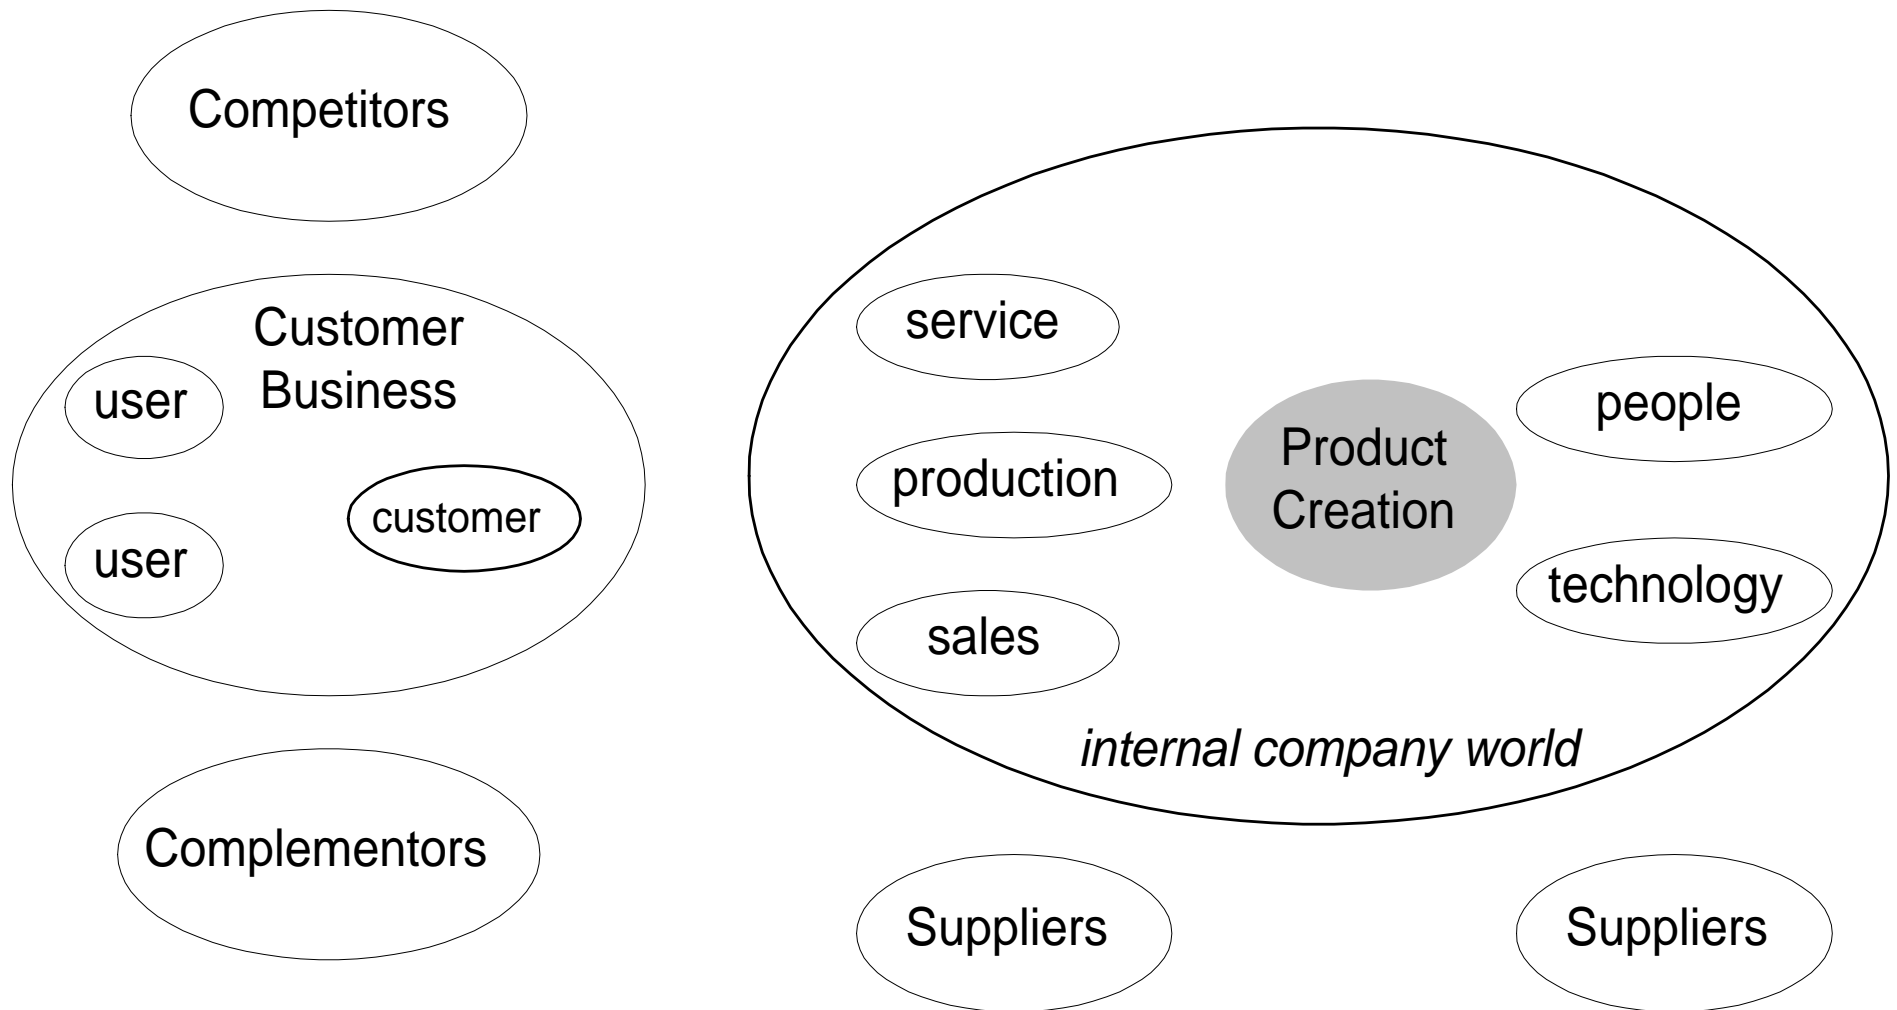 Competitors
Customer
Business
user
user
customer
Complementors
service
production
sales
Product
Creation
people
technology
internal company world
Suppliers
Suppliers